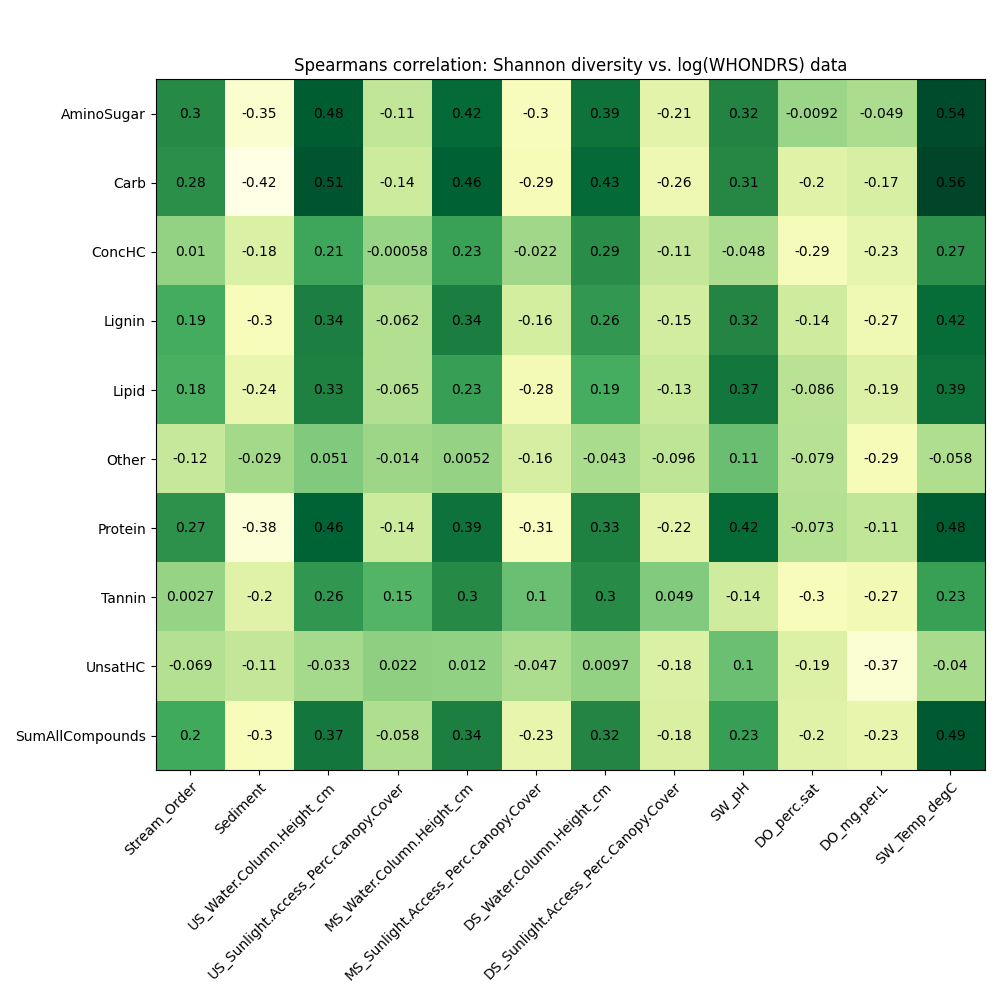 Spearmans correlation: Shannon diversity vs. log(WHONDRS) data
AminoSugar 0.3 -0.35 0.48 -0.11 0.42 -0.3 0.39 -0.21 0.32 -0.0092 -0.049 0.54
Carb 0.28 -0.42 0.51 -0.14 0.46 -0.29 0.43 -0.26 0.31 -0.2 -0.17 0.56
ConcHC 0.01 -0.18 0.21 -0.00058 0.23 -0.022 0.29 -0.11 -0.048 -0.29 -0.23 0.27
Lignin 0.19 -0.3 0.34 -0.062 0.34 -0.16 0.26 -0.15 0.32 -0.14 -0.27 0.42
Lipid 0.18 -0.24 0.33 -0.065 0.23 -0.28 0.19 -0.13 0.37 -0.086 -0.19 0.39
Other -0.12 -0.029 0.051 -0.014 0.0052 -0.16 -0.043 -0.096 0.11 -0.079 -0.29 -0.058
Protein 0.27 -0.38 0.46 -0.14 0.39 -0.31 0.33 -0.22 0.42 -0.073 -0.11 0.48
Tannin 0.0027 -0.2 0.26 0.15 0.3 0.1 0.3 0.049 -0.14 -0.3 -0.27 0.23
UnsatHC -0.069 -0.11 -0.033 0.022 0.012 -0.047 0.0097 -0.18 0.1 -0.19 -0.37 -0.04
SumAllCompounds 0.2 -0.3 0.37 -0.058 0.34 -0.23 0.32 -0.18 0.23 -0.2 -0.23 0.49
Stream_Order
Sediment
US_Water.Column.Height_cm
US_Sunlight.Access_Perc.Canopy.Cover
MS_Water.Column.Height_cm
MS_Sunlight.Access_Perc.Canopy.Cover
DS_Water.Column.Height_cm
DS_Sunlight.Access_Perc.Canopy.Cover
SW_pH
DO_perc.sat
DO_mg.per.L
SW_Temp_degC